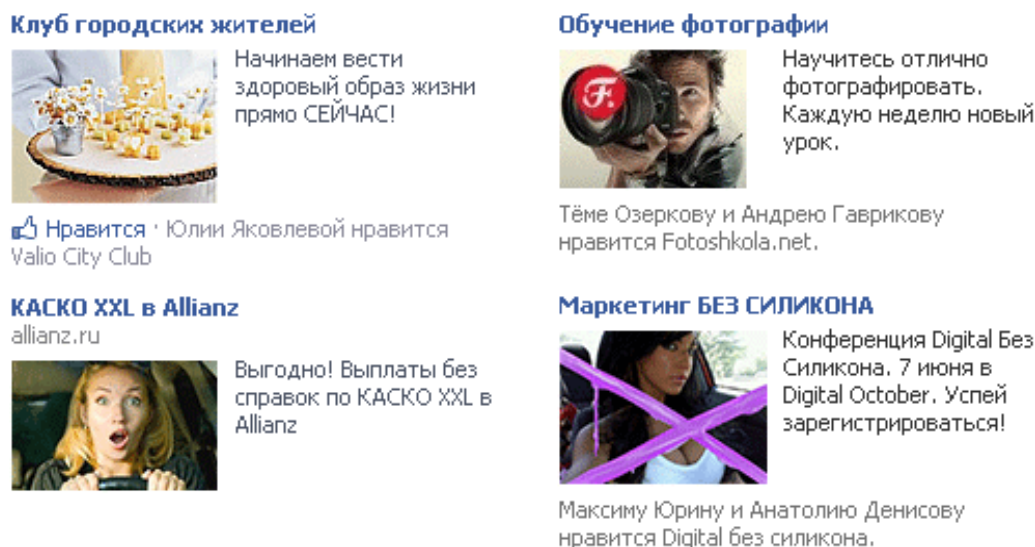 Клуб городских жителей
Начинаем вести
здоровый образ жизни
прямо СЕЙЧАС!
Нравится · Юлии Яковлевой нравится
Valio City Club
КАСКО XXL в Allianz
allianz.ru
Выгодно! Выплаты без
справок по КАСКО XXL в
Allianz
Обучение фотографии
F.
Научитесь отлично
фотографировать.
Каждую неделю новый
урок.
Тёме Озеркову и Андрею Гаврикову
нравится Fotoshkola.net.
Маркетинг БЕЗ СИЛИКОНА
Конференция Digital Без
Силикона. 7 июня в
Digital October. Успей
зарегистрироваться!
Максиму Юрину и Анатолию Денисову
нравится Digital без силикона.